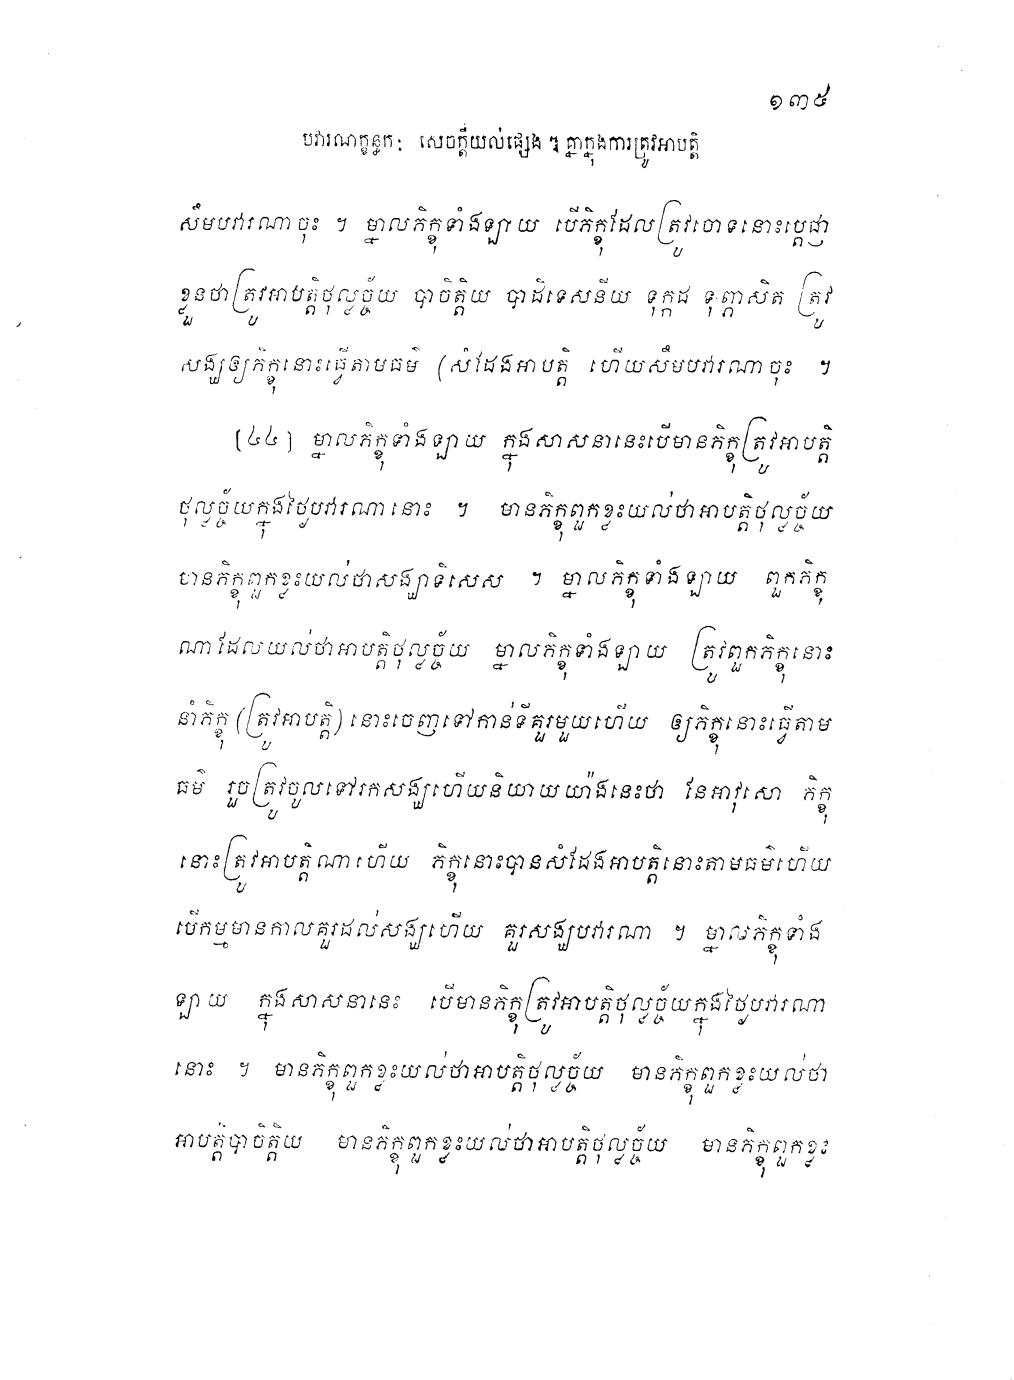 ១៣៥
បវារណាក្ខន្ធកៈ សេចក្តីយល់ផ្សេង ៗ គ្នាក្នុងការត្រូវអាបត្តិ
សឹមបវារណាចុះ ។ ម្នាលភិក្ខុទាំងឡាយ បើភិក្ខុដែលត្រូវចោទនោះប្តេជ្ញា
ខ្លួនថាត្រូវអាបត្តិថុល្លច្ច័យ បាចិត្តិយ បាដិទេសនីយ ទុក្កដ ទុព្ភាសិត ត្រូវ
សង្ឃឲ្យភិក្ខុនោះធ្វើតាមធម៌ (សំដែងអាបត្តិ ហើយសឹមបវារណាចុះ ។
(៤៤) ម្នាលភិក្ខុទាំងឡាយ ក្នុងសាសនានេះបើមានភិក្ខុត្រូវអាបត្តិ
ថុល្លច្ច័យក្នុងថ្ងៃបវារណានោះ ។ មានភិក្ខុពួកខ្លះយល់ថាអាបត្តិថុល្លច្ច័យ
មានភិក្ខុពួកខ្លះយល់ថាសង្ឃាទិសេស ។ ម្នាលភិក្ខុទាំងឡាយ ពួកភិក្ខុ
ណាដែលយល់ថាអាបត្តិថុល្លច្ច័យ ម្នាលភិក្ខុទាំងឡាយ ត្រូវពួកភិក្ខុនោះ
នាំភិក្ខុ (ត្រូវអាបត្តិ) នោះចេញទៅកាន់ទីគួរមួយហើយ ឲ្យភិក្ខុនោះធ្វើតាម
ធម៌ រួចត្រូវចូលទៅរកសង្ឃហើយនិយាយយ៉ាងនេះថា នែអាវុសោ ភិក្ខុ
នោះត្រូវអាបត្តិណាហើយ ភិក្ខុនោះបានសំដែងអាបត្តិនោះតាមធម៌ហើយ
បើកម្មមានកាលគួរដល់សង្ឃហើយ គួរសង្ឃបវារណា ។ ម្នាលភិក្ខុទាំង
ឡាយ ក្នុងសាសនានេះ បើមានភិក្ខុត្រូវអាបត្តិថុល្លច្ច័យក្នុងថ្ងៃបវារណា
នោះ ។ មានភិក្ខុពួកខ្លះយល់ថាអាបត្តិថុល្លច្ច័យ មានភិក្ខុពួកខ្លះយល់ថា
អាបត្តិបាចិត្តិយ មានភិក្ខុពួកខ្លះយល់ថាអាបត្តិថុល្លច្ច័យ មានភិក្ខុពួកខ្លះ